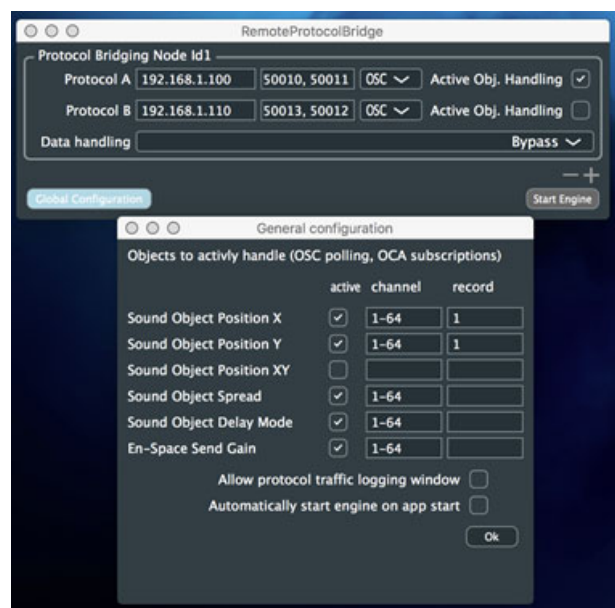 RemoteProtocolBridge
Protocol Bridging Node Id1
Protocol A 192.168.1.100 50010, 50011 OSC Active Obj. Handling
Protocol B 192.168.1.110 50013, 50012 OSC Active Obj. Handling
Data handling Bypass
Global Configuration Start Engine
General configuration
Objects to activly handle (OSC polling, OCA subscriptions)
active channel record
Sound Object Position X 1-64 1
Sound Object Position Y 1-64 1
Sound Object Position XY
Sound Object Spread 1-64
Sound Object Delay Mode 1-64
En-Space Send Gain 1-64
Allow protocol traffic logging window
Automatically start engine on app start
Ok